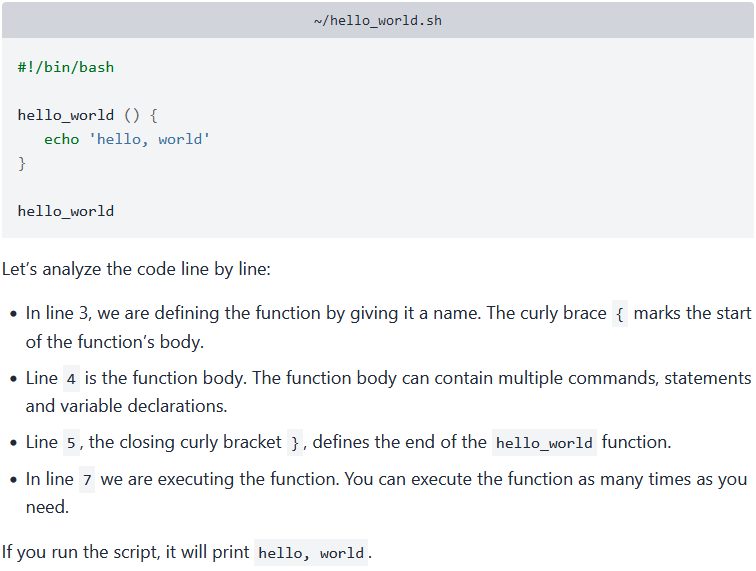 ~/hello_world.sh
#!/bin/bash
hello_world () {
   echo 'hello, world'
}
hello_world
Let’s analyze the code line by line:
• In line 3, we are defining the function by giving it a name. The curly brace { marks the start
of the function’s body.
• Line 4 is the function body. The function body can contain multiple commands, statements
and variable declarations.
• Line 5, the closing curly bracket }, defines the end of the hello_world function.
• In line 7 we are executing the function. You can execute the function as many times as you
need.
If you run the script, it will print hello, world.